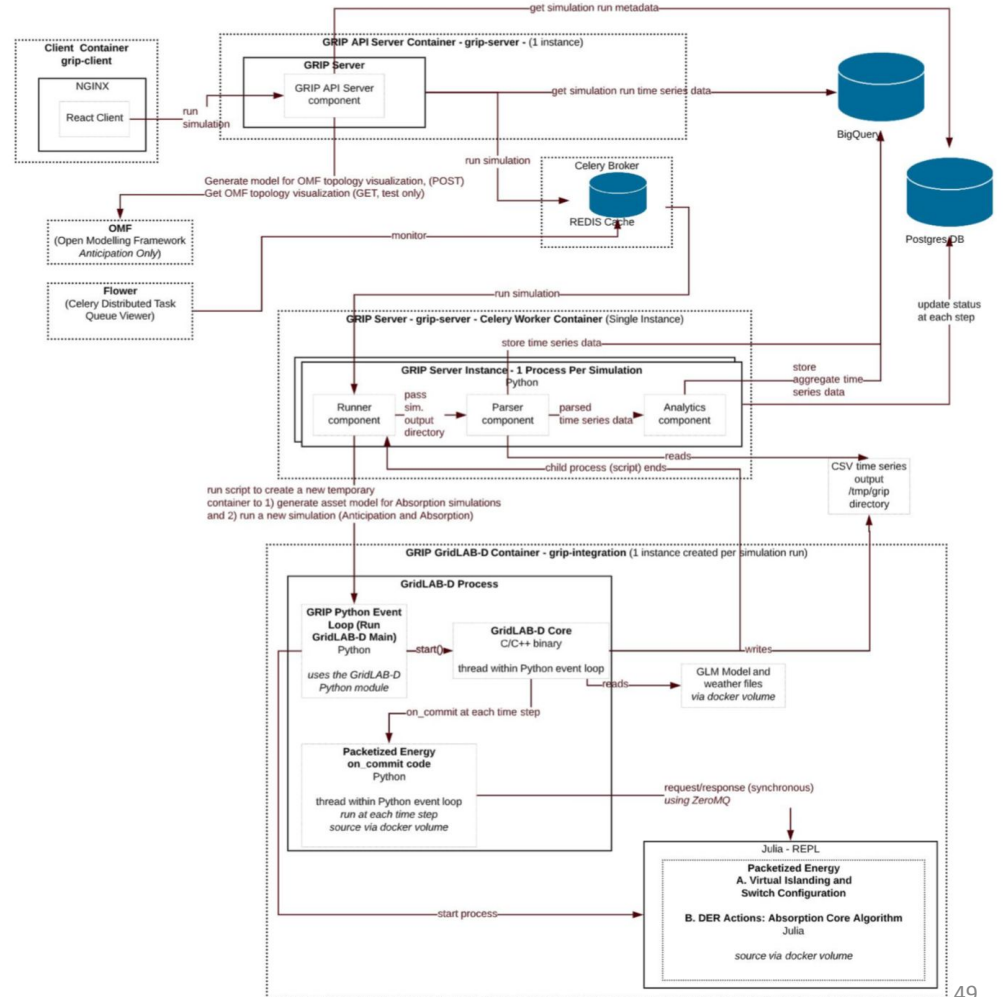 get simulation run metadata
Client Container
grip-client
NGINX
React Client
run
simulation
GRIP API Server Container - grip-server - (1 instance)
GRIP Server
GRIP API Server
component
get simulation run time series data
BigQuery
run simulation
Celery Broker
REDIS Cache
Postgres DB
Generate model for OMF topology visualization, (POST)
Get OMF topology visualization (GET, test only)
OMF
(Open Modelling Framework
Anticipation Only)
monitor
Flower
(Celery Distributed Task
Queue Viewer)
run simulation
update status
at each step
GRIP Server - grip-server - Celery Worker Container (Single Instance)
store time series data
GRIP Server Instance - 1 Process Per Simulation
Python
store
aggregate time
series data
Runner
component
pass
sim.
output
directory
Parser
component
parsed
time series data
Analytics
component
reads
child process (script) ends
CSV time series
output
/tmp/grip
directory
run script to create a new temporary
container to 1) generate asset model for Absorption simulations
and 2) run a new simulation (Anticipation and Absorption)
GRIP GridLAB-D Container - grip-integration (1 instance created per simulation run)
GridLAB-D Process
GRIP Python Event
Loop (Run
GridLAB-D Main)
Python
uses the GridLAB-D
Python module
start()
GridLAB-D Core
C/C++ binary
thread within Python event loop
writes
reads
GLM Model and
weather files
via docker volume
on_commit at each time step
Packetized Energy
on_commit code
Python
thread within Python event loop
run at each time step
source via docker volume
request/response (synchronous)
using ZeroMQ
Julia - REPL
Packetized Energy
A. Virtual Islanding and
Switch Configuration
B. DER Actions: Absorption Core Algorithm
Julia
source via docker volume
start process
49